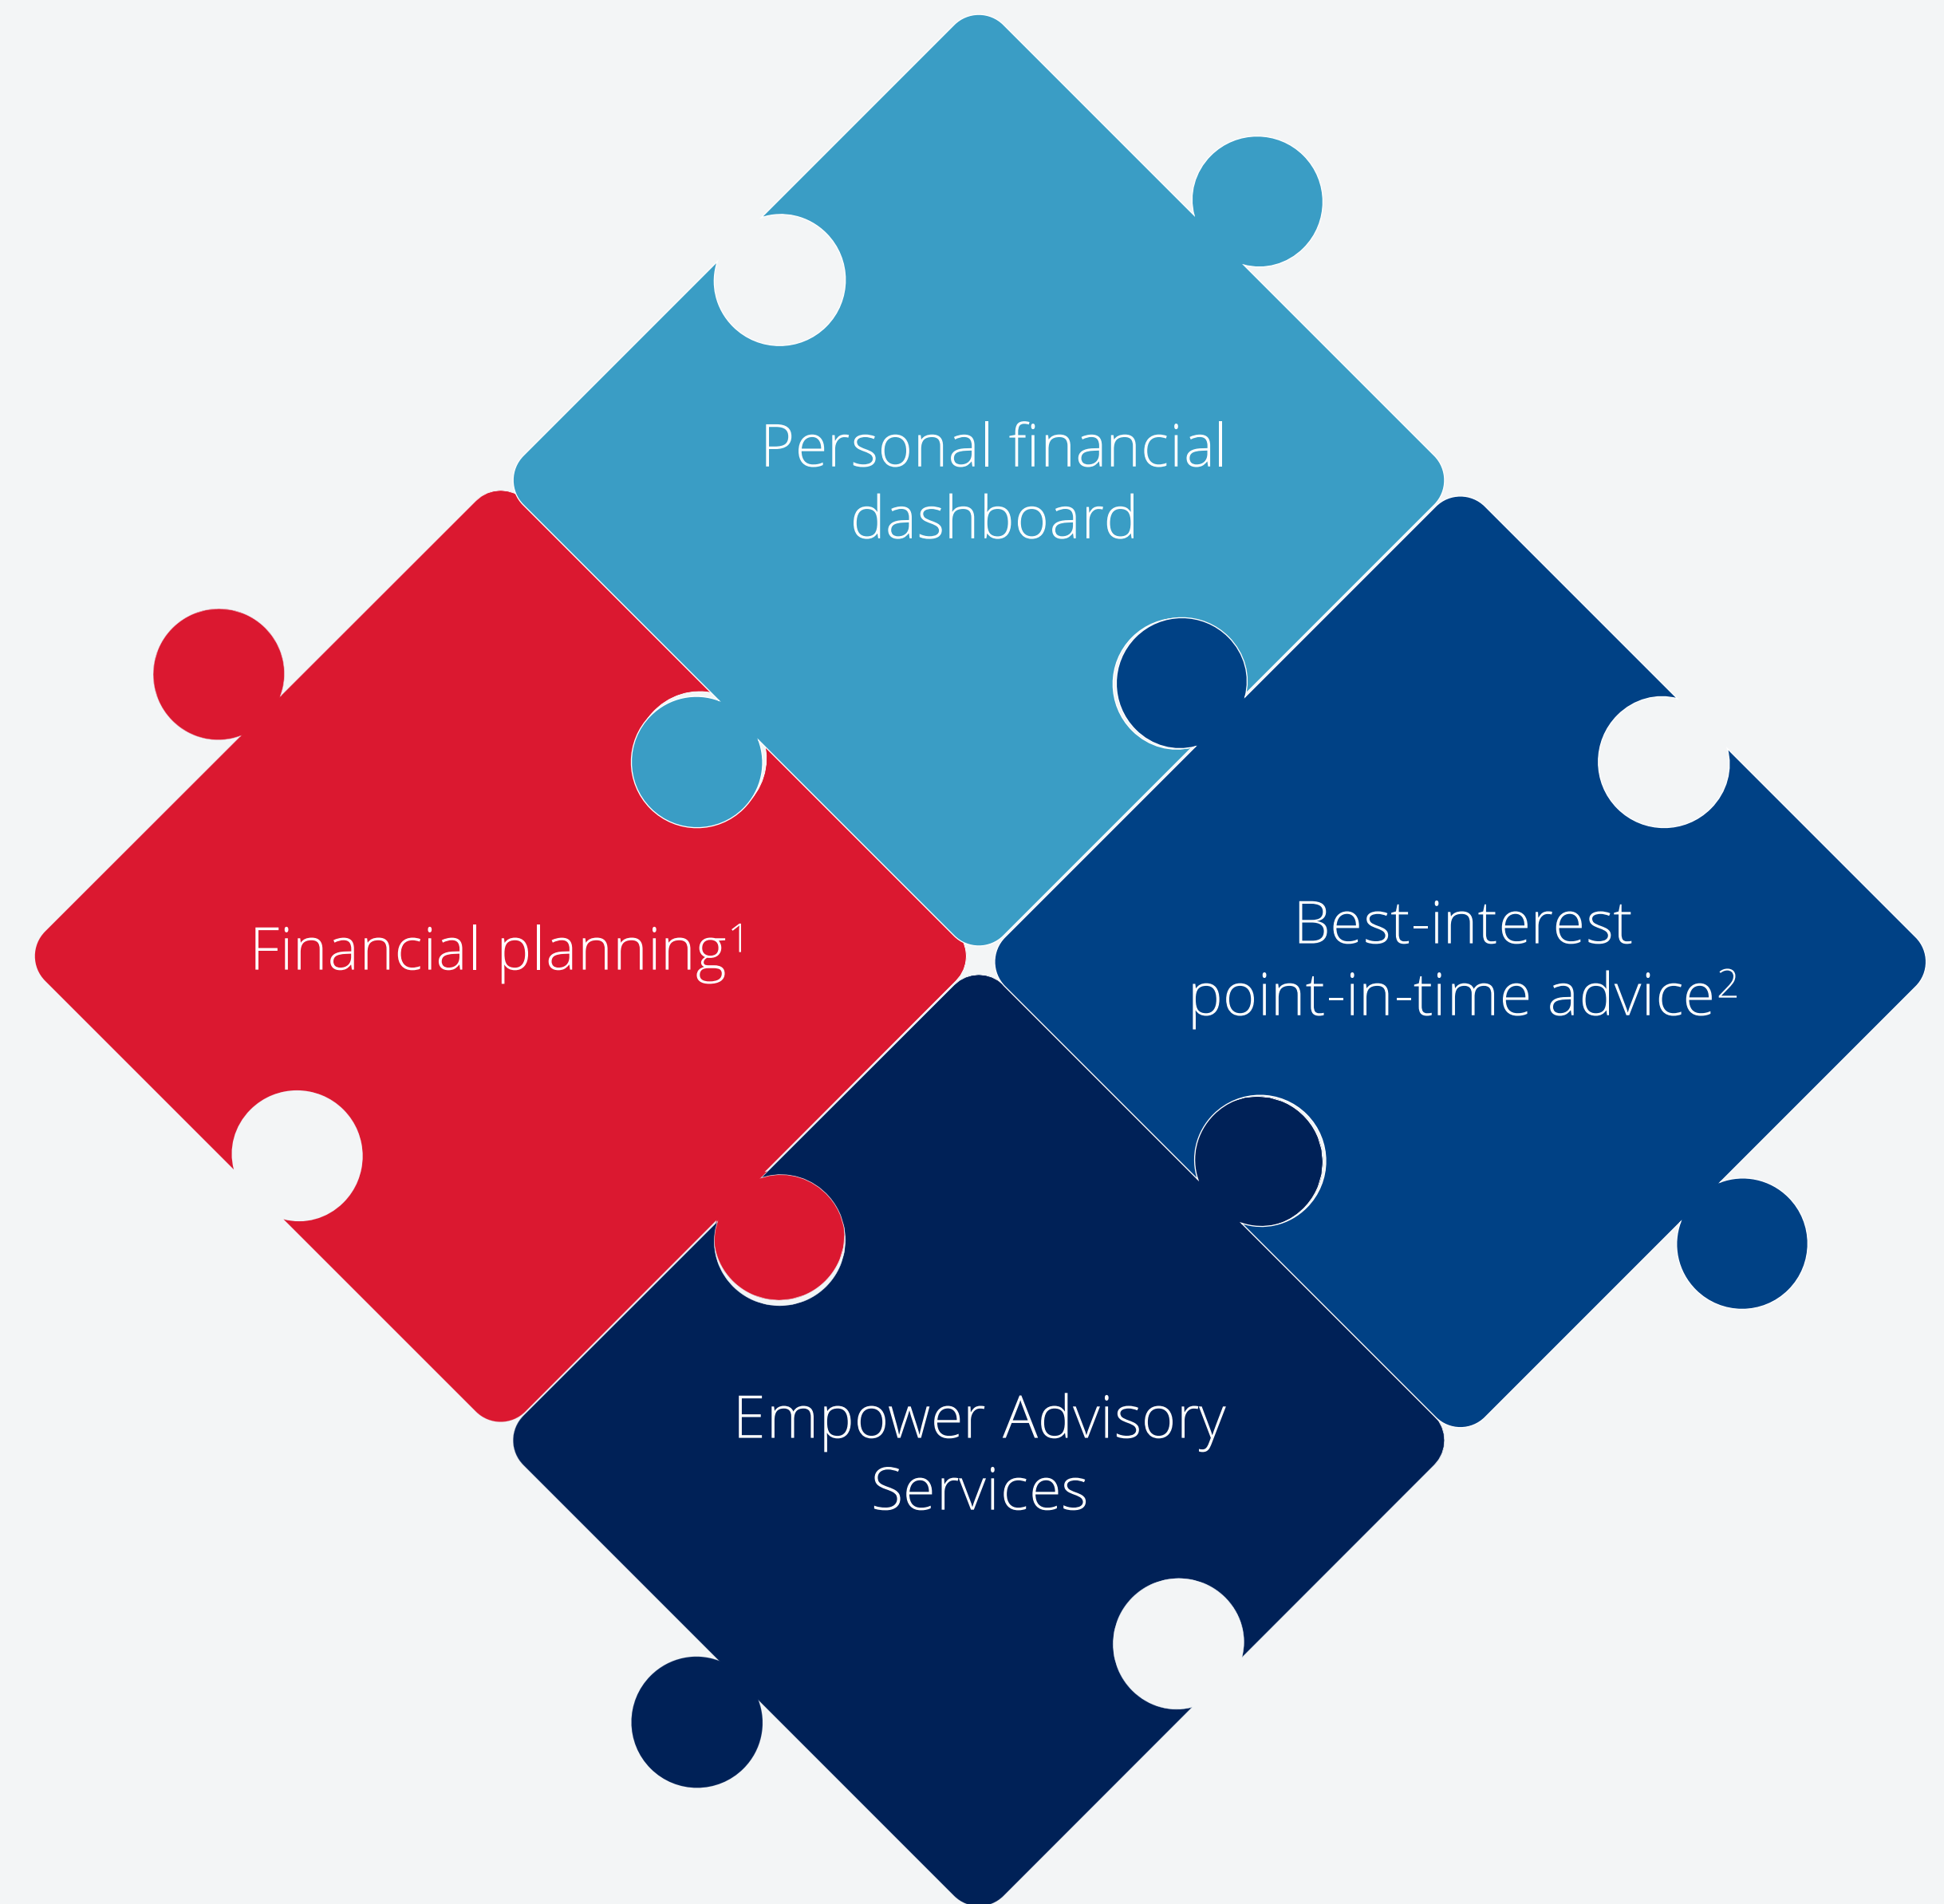 Personal financial
dashboard
Financial planning¹
Best-interest
point-in-time advice²
Empower Advisory
Services